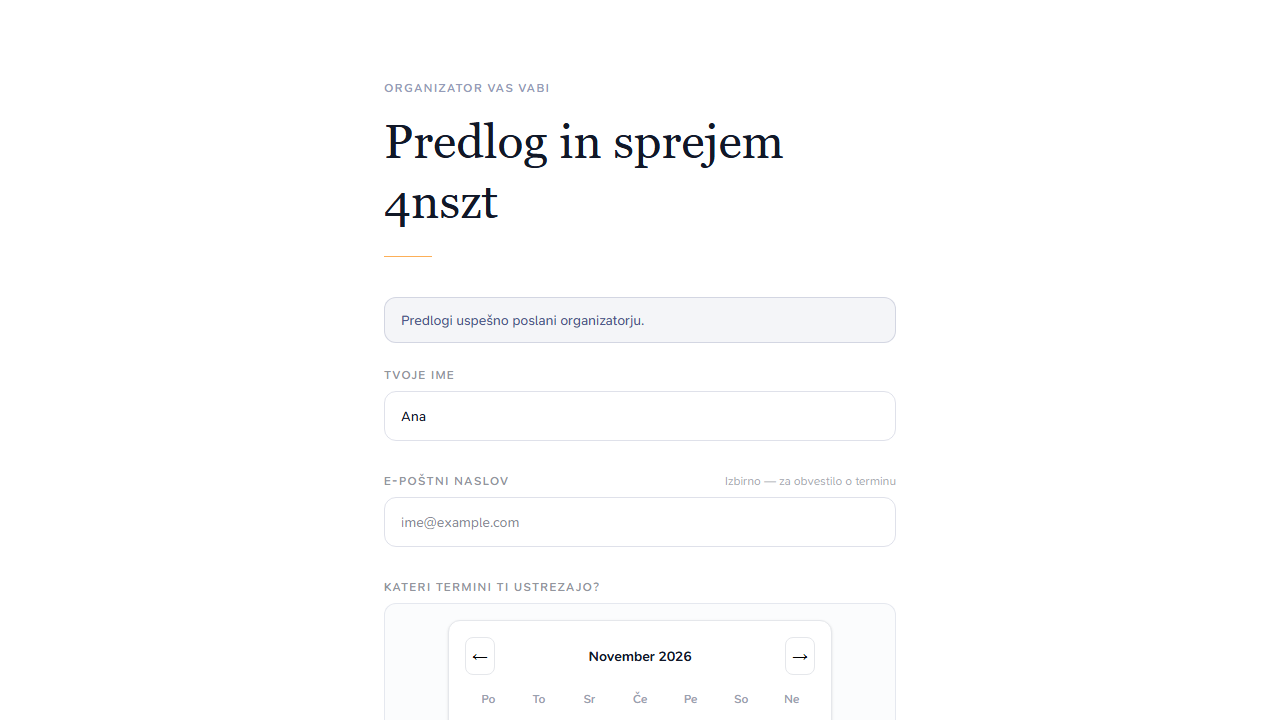 ORGANIZATOR VAS VABI
Predlog in sprejem
4nszt
Predlogi uspešno poslani organizatorju.
TVOJE IME
Ana
E-POŠTNI NASLOV
Izbirno — za obvestilo o terminu
ime@example.com
KATERI TERMINI TI USTREZAJO?
← November 2026 →
Po To Sr Če Pe So Ne